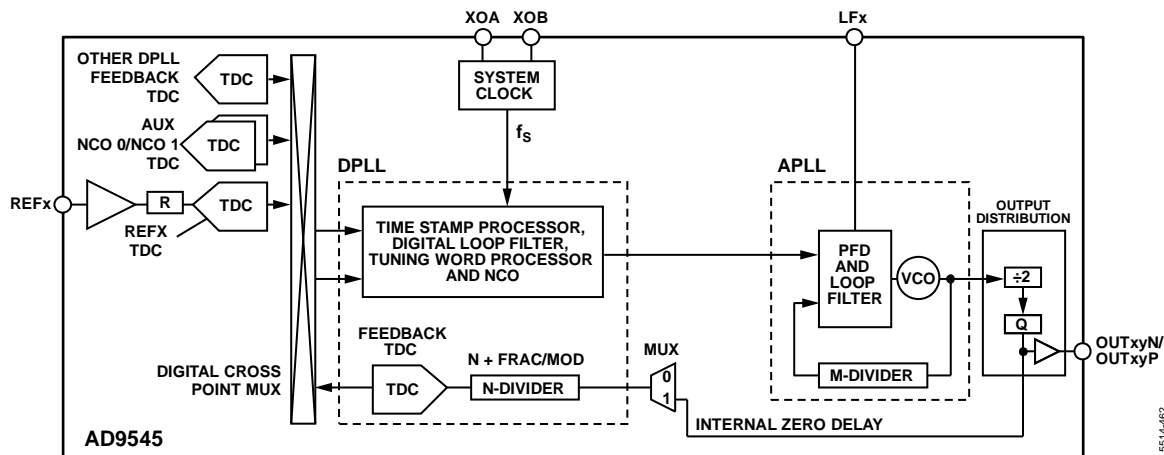 XOA
XOB
LFx
OTHER DPLL
FEEDBACK
TDC
TDC
SYSTEM
CLOCK
AUX
NCO 0/NCO 1
TDC
TDC
fS
DPLL
APLL
REFx
R
TDC
REFX
TDC
TIME STAMP PROCESSOR,
DIGITAL LOOP FILTER,
TUNING WORD PROCESSOR
AND NCO
PFD
AND
LOOP
FILTER
VCO
OUTPUT
DISTRIBUTION
÷2
Q
OUTxyN/
OUTxyP
FEEDBACK
TDC
N + FRAC/MOD
MUX
DIGITAL CROSS
POINT MUX
TDC
N-DIVIDER
0
1
M-DIVIDER
INTERNAL ZERO DELAY
AD9545